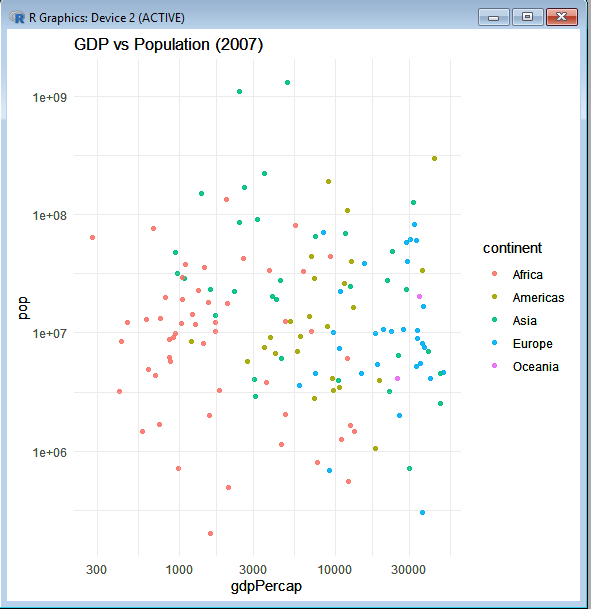 R Graphics: Device 2 (ACTIVE)
GDP vs Population (2007)
1e+09
1e+08
1e+07
1e+06
pop
300 1000 3000 10000 30000
gdpPercap
continent
Africa
Americas
Asia
Europe
Oceania